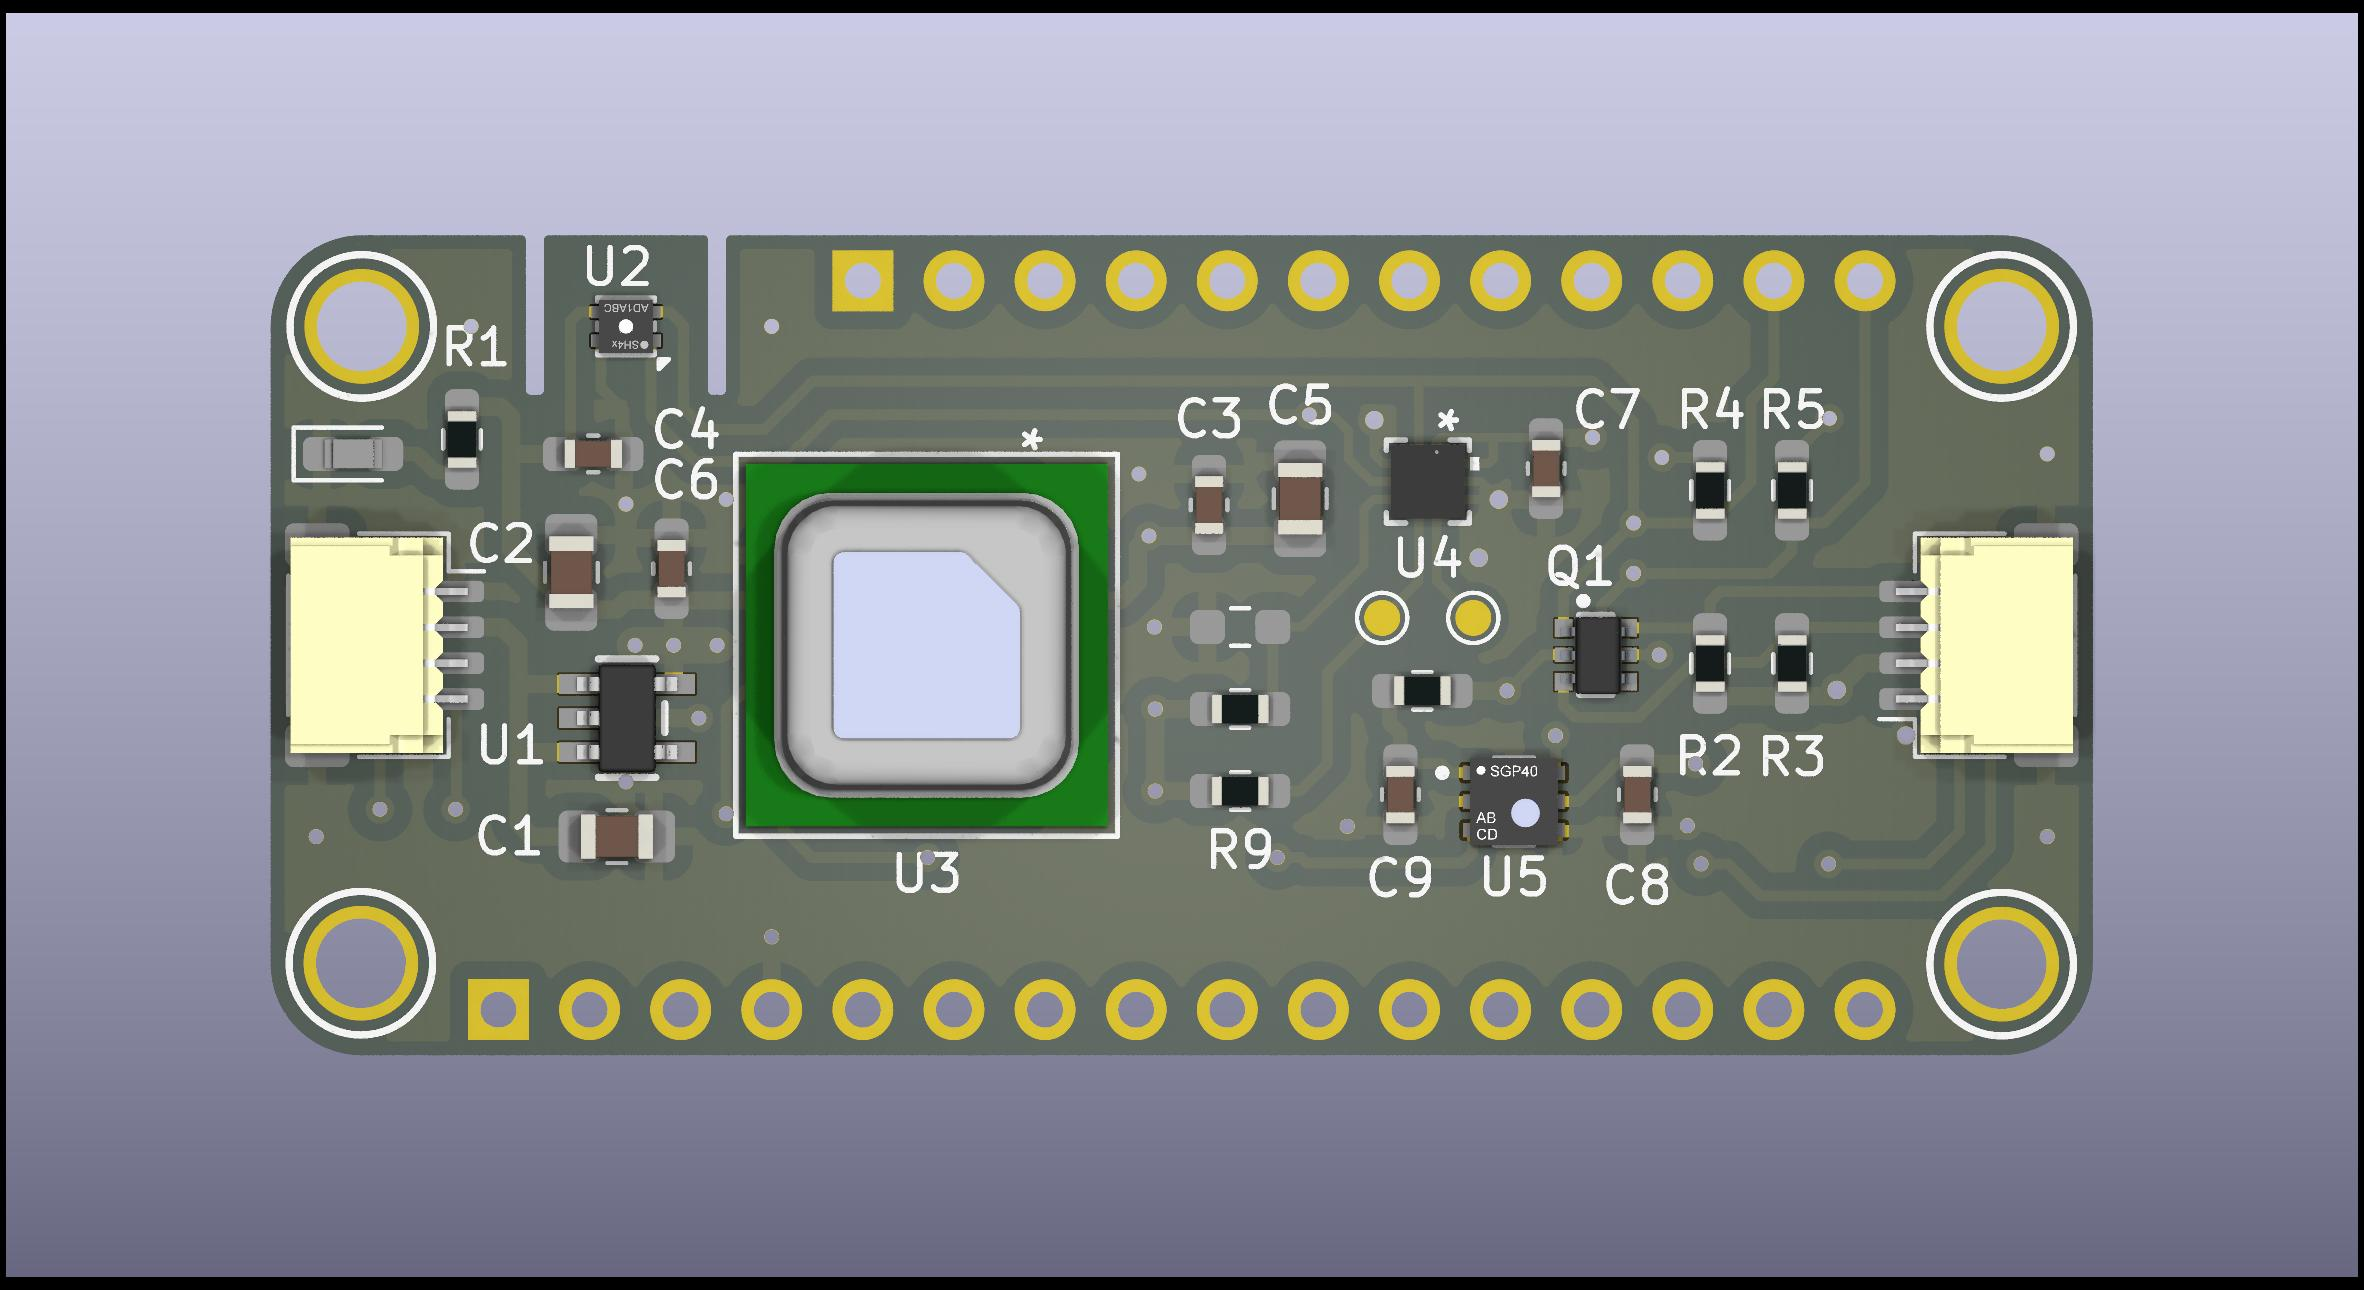 U2
AD1ABC
SH4x
R1
C4
C6
*
C3
C5
*
C7
R4
R5
C2
U4
Q1
U1
SGP40
AB
CD
R2
R3
C1
R9
U3
C9
U5
C8